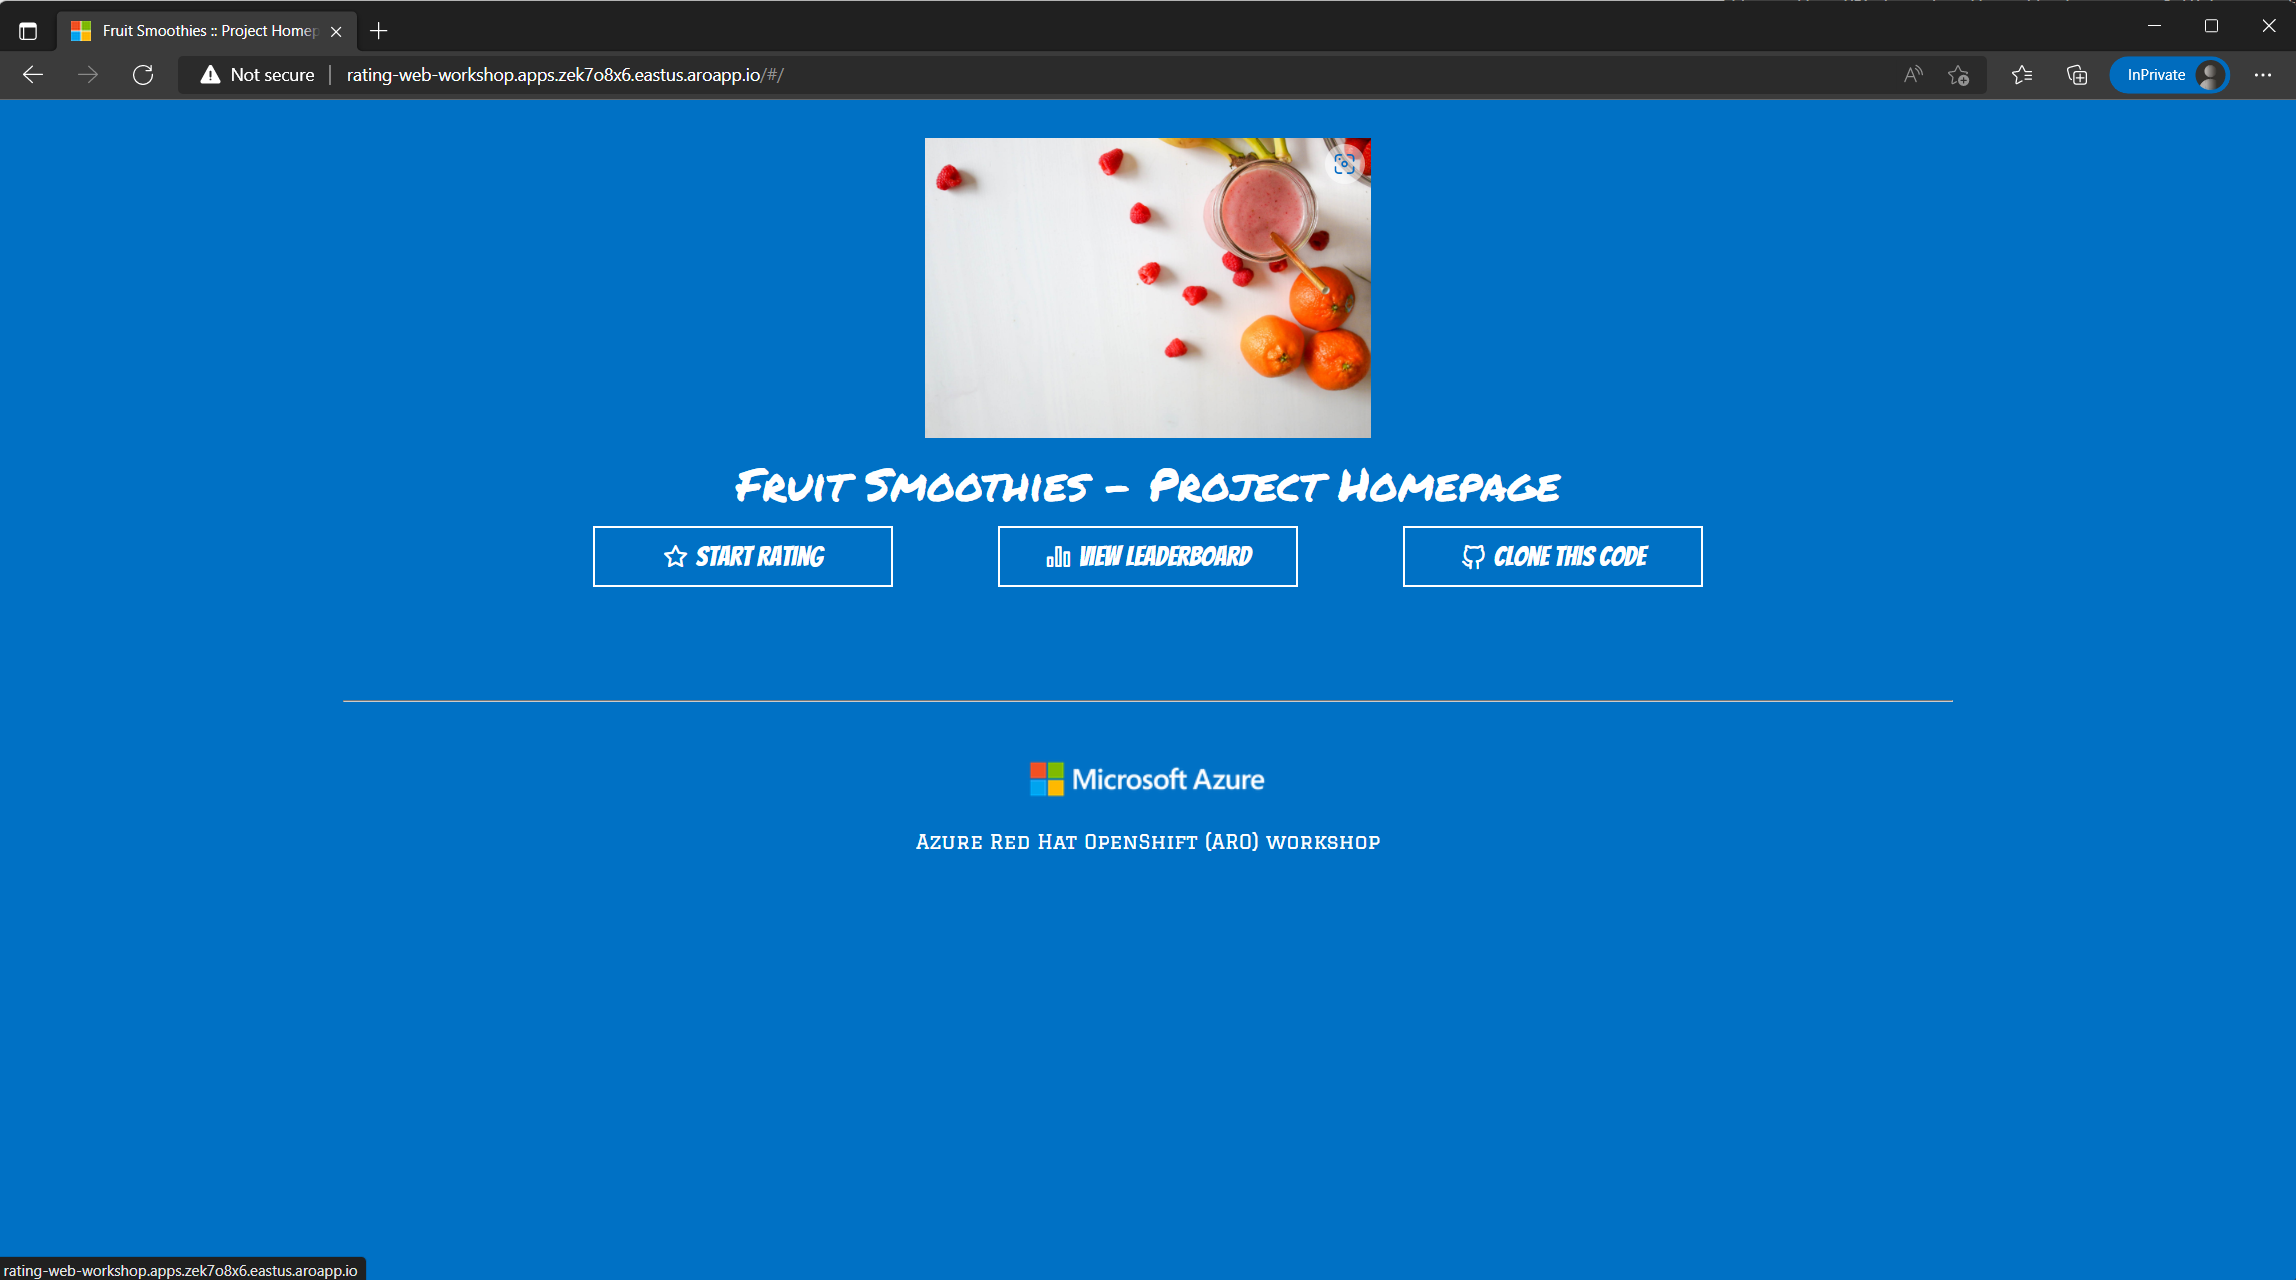 Fruit Smoothies :: Project Homep
Not secure
rating-web-workshop.apps.zek7o8x6.eastus.aroapp.io/#/
InPrivate
Fruit Smoothies - Project Homepage
START RATING
VIEW LEADERBOARD
CLONE THIS CODE
Microsoft Azure
Azure Red Hat OpenShift (ARO) workshop
rating-web-workshop.apps.zek7o8x6.eastus.aroapp.io